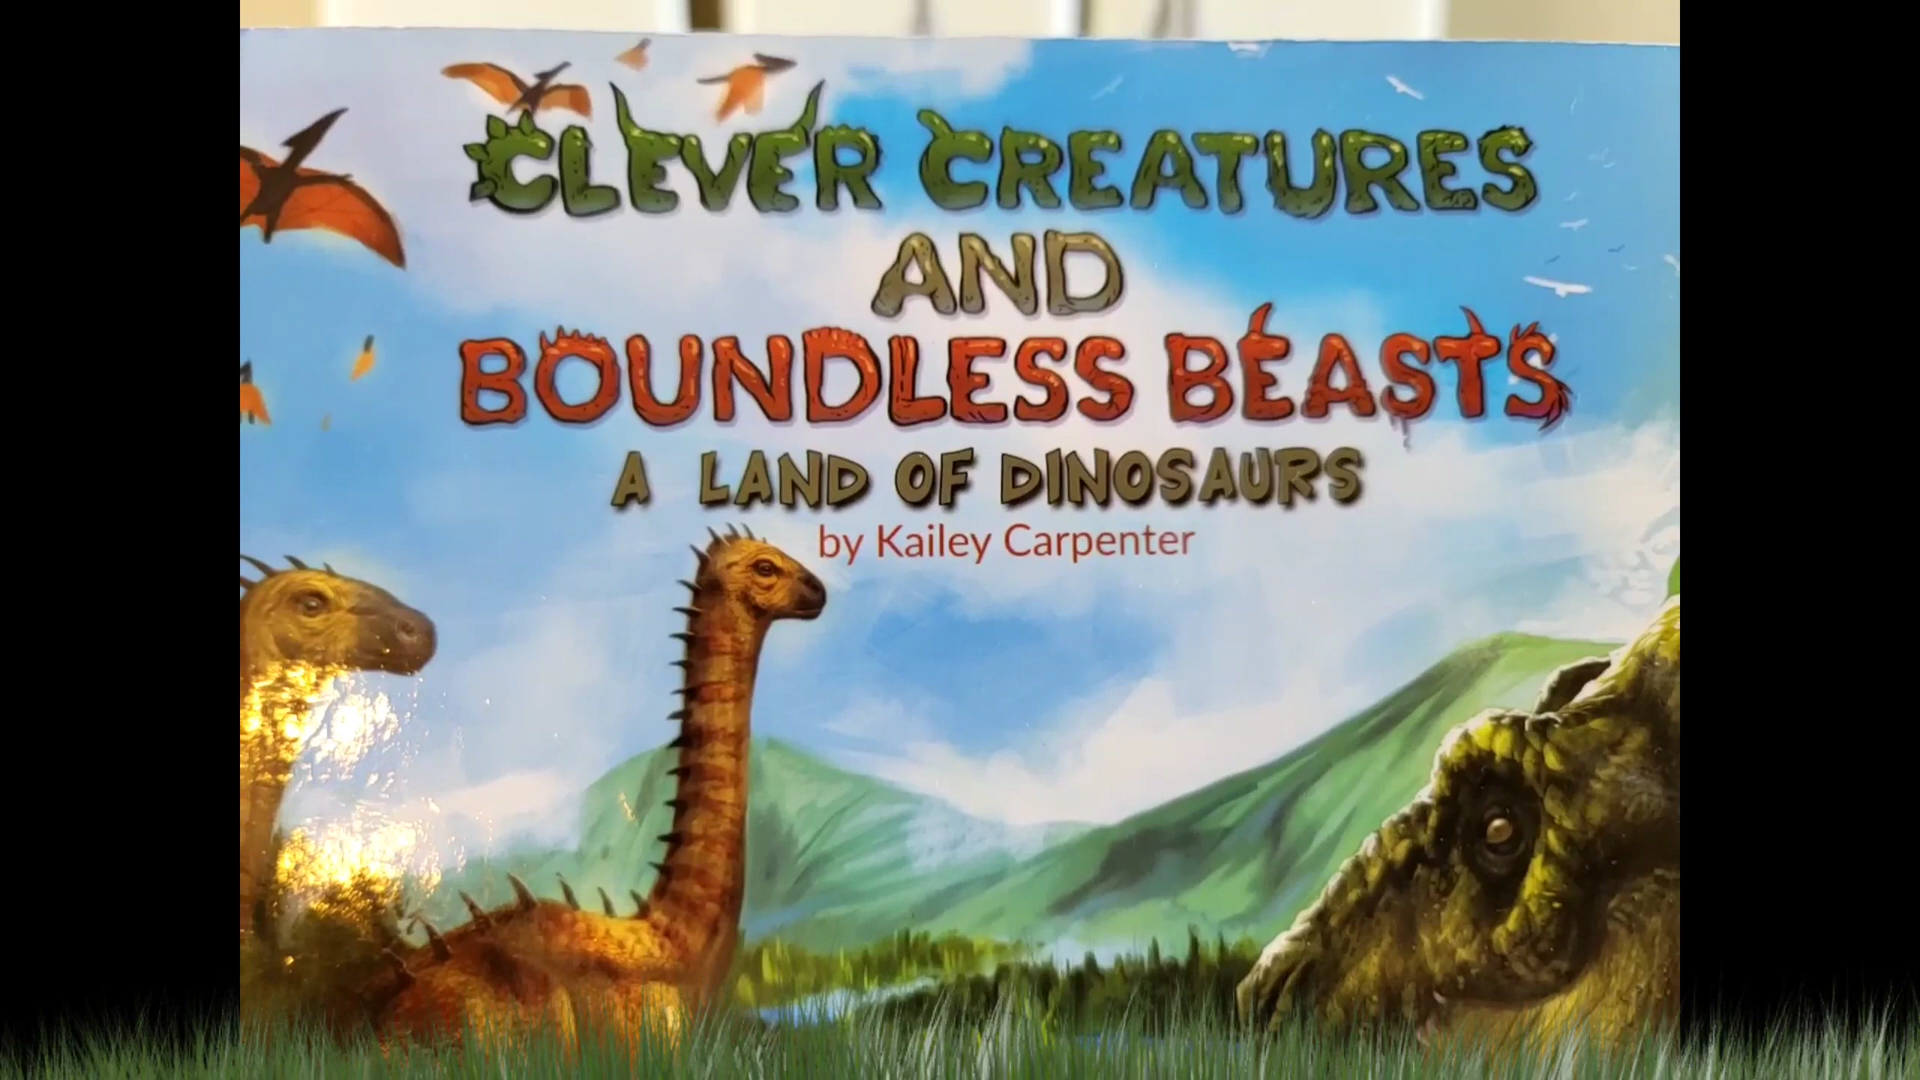 CLEVER CREATURES
AND
BOUNDLESS BEASTS
A LAND OF DINOSAURS
by Kailey Carpenter